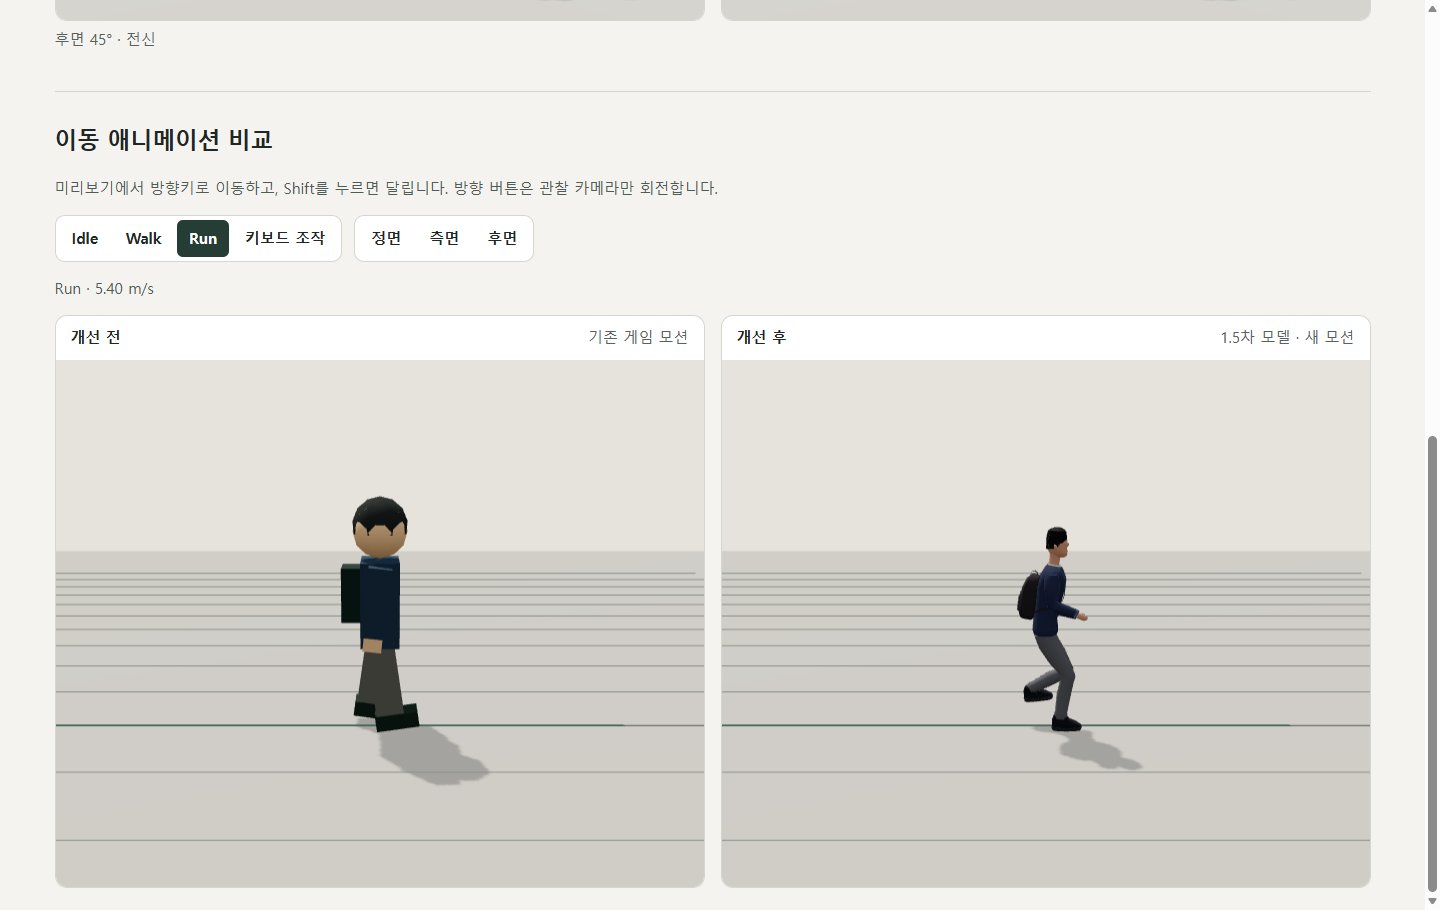 후면 45° · 전신
이동 애니메이션 비교
미리보기에서 방향키로 이동하고, Shift를 누르면 달립니다. 방향 버튼은 관찰 카메라만 회전합니다.
Idle Walk Run 키보드 조작 정면 측면 후면
Run · 5.40 m/s
개선 전 기존 게임 모션
개선 후 1.5차 모델 · 새 모션